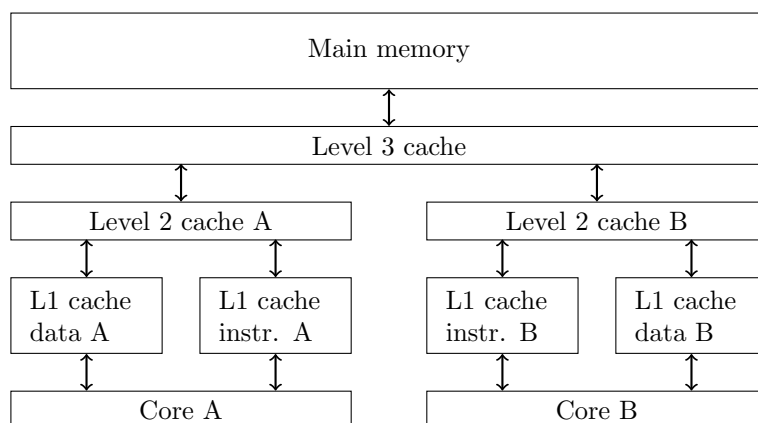 Main memory
Level 3 cache
Level 2 cache A
Level 2 cache B
L1 cache
data A
L1 cache
instr. A
L1 cache
instr. B
L1 cache
data B
Core A
Core B